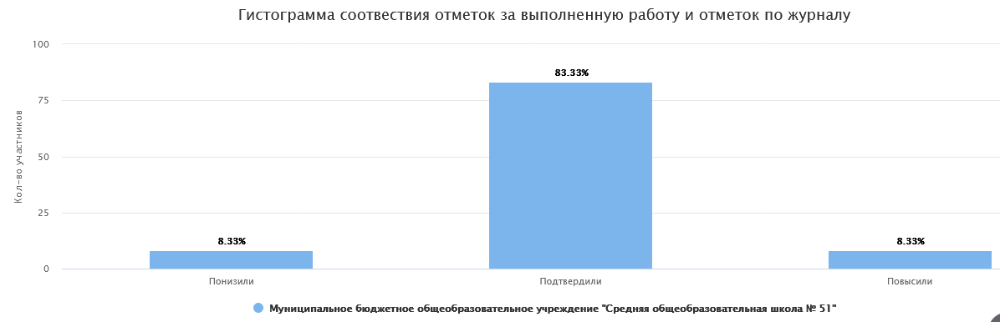 Гистограмма соотвествия отметок за выполненную работу и отметок по журналу
100
83.33%
75
Кол-во участников
50
25
8.33%
8.33%
0
Понизили
Подтвердили
Повысили
Муниципальное бюджетное общеобразовательное учреждение "Средняя общеобразовательная школа № 51"